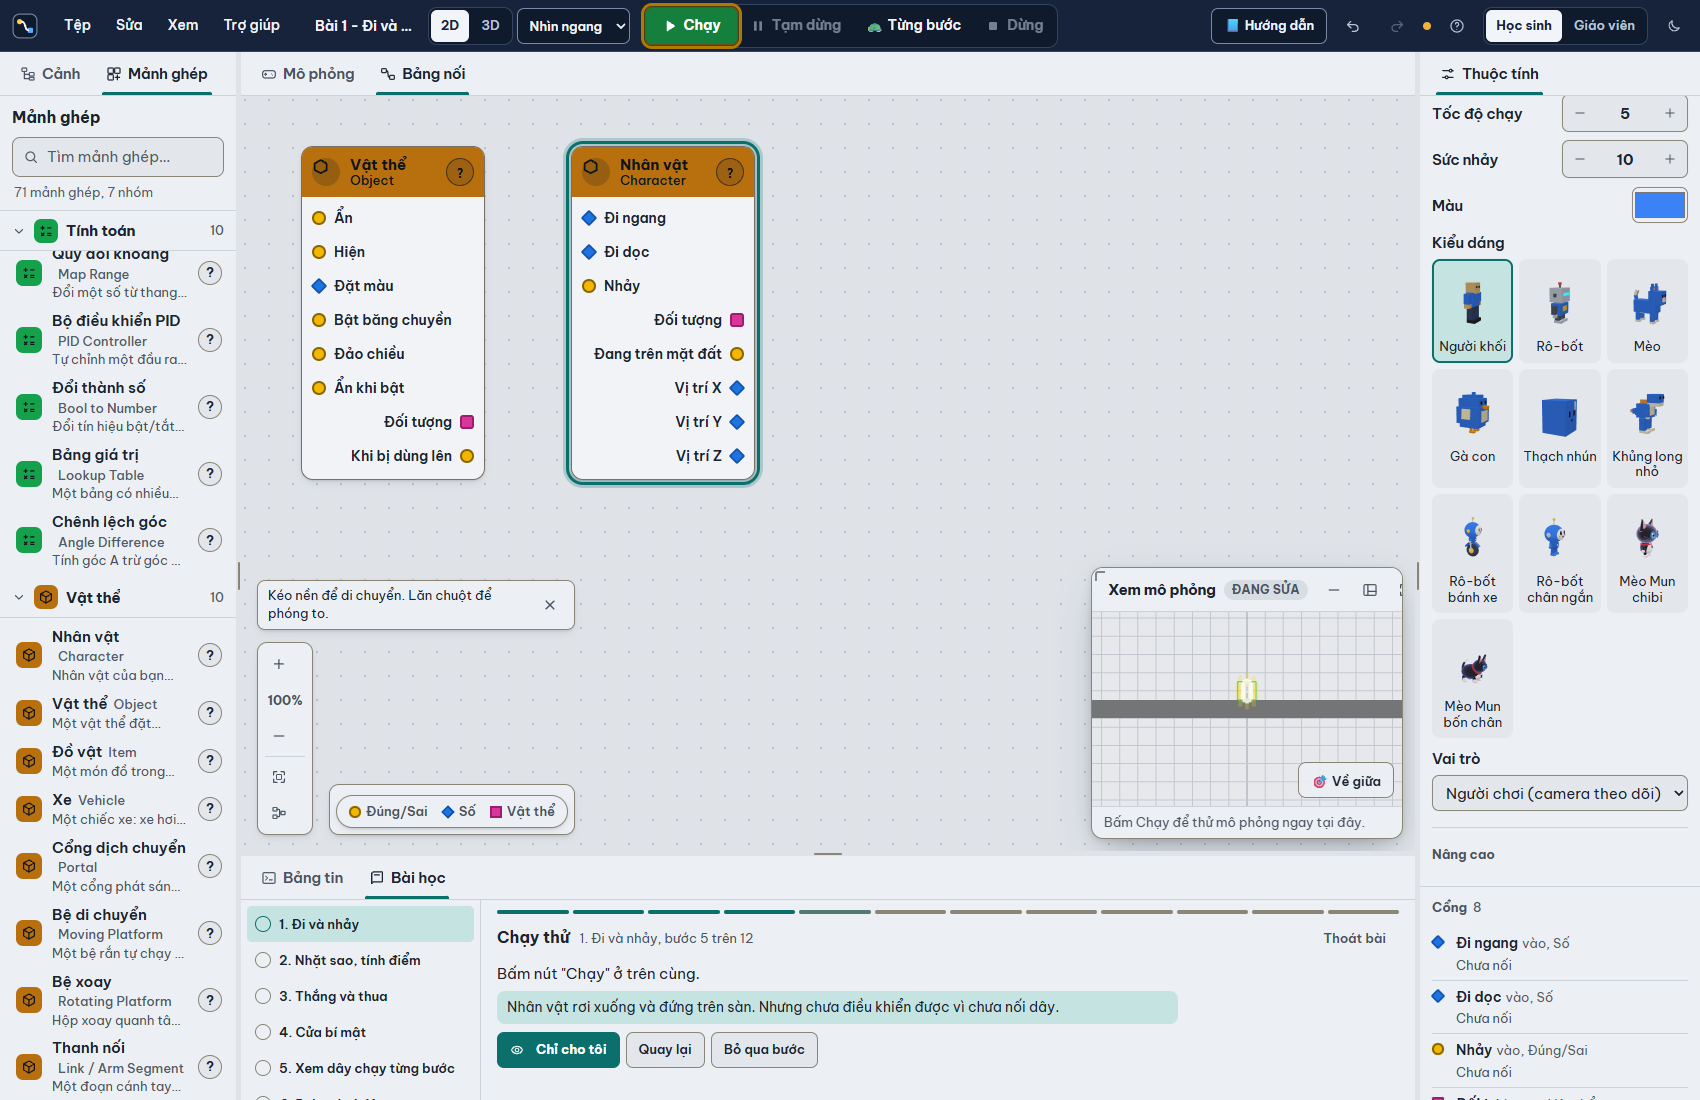 Tệp Sửa Xem Trợ giúp Bài 1 - Đi và ... 2D 3D Nhìn ngang Chạy Tạm dừng Từng bước Dừng Hướng dẫn Học sinh Giáo viên
Cảnh Mảnh ghép
Mảnh ghép
Tìm mảnh ghép...
71 mảnh ghép, 7 nhóm
Tính toán 10
Quy đổi khoảng
Map Range
Đổi một số từ thang...
?
Bộ điều khiển PID
PID Controller
Tự chỉnh một đầu ra...
?
Đổi thành số
Bool to Number
Đổi tín hiệu bật/tắt...
?
Bảng giá trị
Lookup Table
Một bảng có nhiều...
?
Chênh lệch góc
Angle Difference
Tính góc A trừ góc ...
?
Vật thể 10
Nhân vật
Character
Nhân vật của bạn...
?
Vật thể Object
Một vật thể đặt...
?
Đồ vật Item
Một món đồ trong...
?
Xe Vehicle
Một chiếc xe: xe hơi...
?
Cổng dịch chuyển
Portal
Một cổng phát sán...
?
Bệ di chuyển
Moving Platform
Một bệ rắn tự chạy ...
?
Bệ xoay
Rotating Platform
Hộp xoay quanh tâ...
?
Thanh nối
Link / Arm Segment
Một đoạn cánh tay...
?
Mô phỏng Bảng nối
Vật thể
Object
?
Ẩn
Hiện
Đặt màu
Bật băng chuyền
Đảo chiều
Ẩn khi bật
Đối tượng
Khi bị dùng lên
Nhân vật
Character
?
Đi ngang
Đi dọc
Nhảy
Đối tượng
Đang trên mặt đất
Vị trí X
Vị trí Y
Vị trí Z
Kéo nền để di chuyển. Lăn chuột để
phóng to.
100%
Đúng/Sai Số Vật thể
Xem mô phỏng ĐANG SỬA
Về giữa
Bấm Chạy để thử mô phỏng ngay tại đây.
Bảng tin Bài học
1. Đi và nhảy
2. Nhặt sao, tính điểm
3. Thắng và thua
4. Cửa bí mật
5. Xem dây chạy từng bước
Chạy thử 1. Đi và nhảy, bước 5 trên 12 Thoát bài
Bấm nút "Chạy" ở trên cùng.
Nhân vật rơi xuống và đứng trên sàn. Nhưng chưa điều khiển được vì chưa nối dây.
Chỉ cho tôi Quay lại Bỏ qua bước
Thuộc tính
Tốc độ chạy 5
Sức nhảy 10
Màu
Kiểu dáng
Người khối Rô-bốt Mèo
Gà con Thạch nhún Khủng long
nhỏ
Rô-bốt
bánh xe
Rô-bốt
chân ngắn
Mèo Mun
chibi
Mèo Mun
bốn chân
Vai trò
Người chơi (camera theo dõi)
Nâng cao
Cổng 8
Đi ngang vào, Số
Chưa nối
Đi dọc vào, Số
Chưa nối
Nhảy vào, Đúng/Sai
Chưa nối